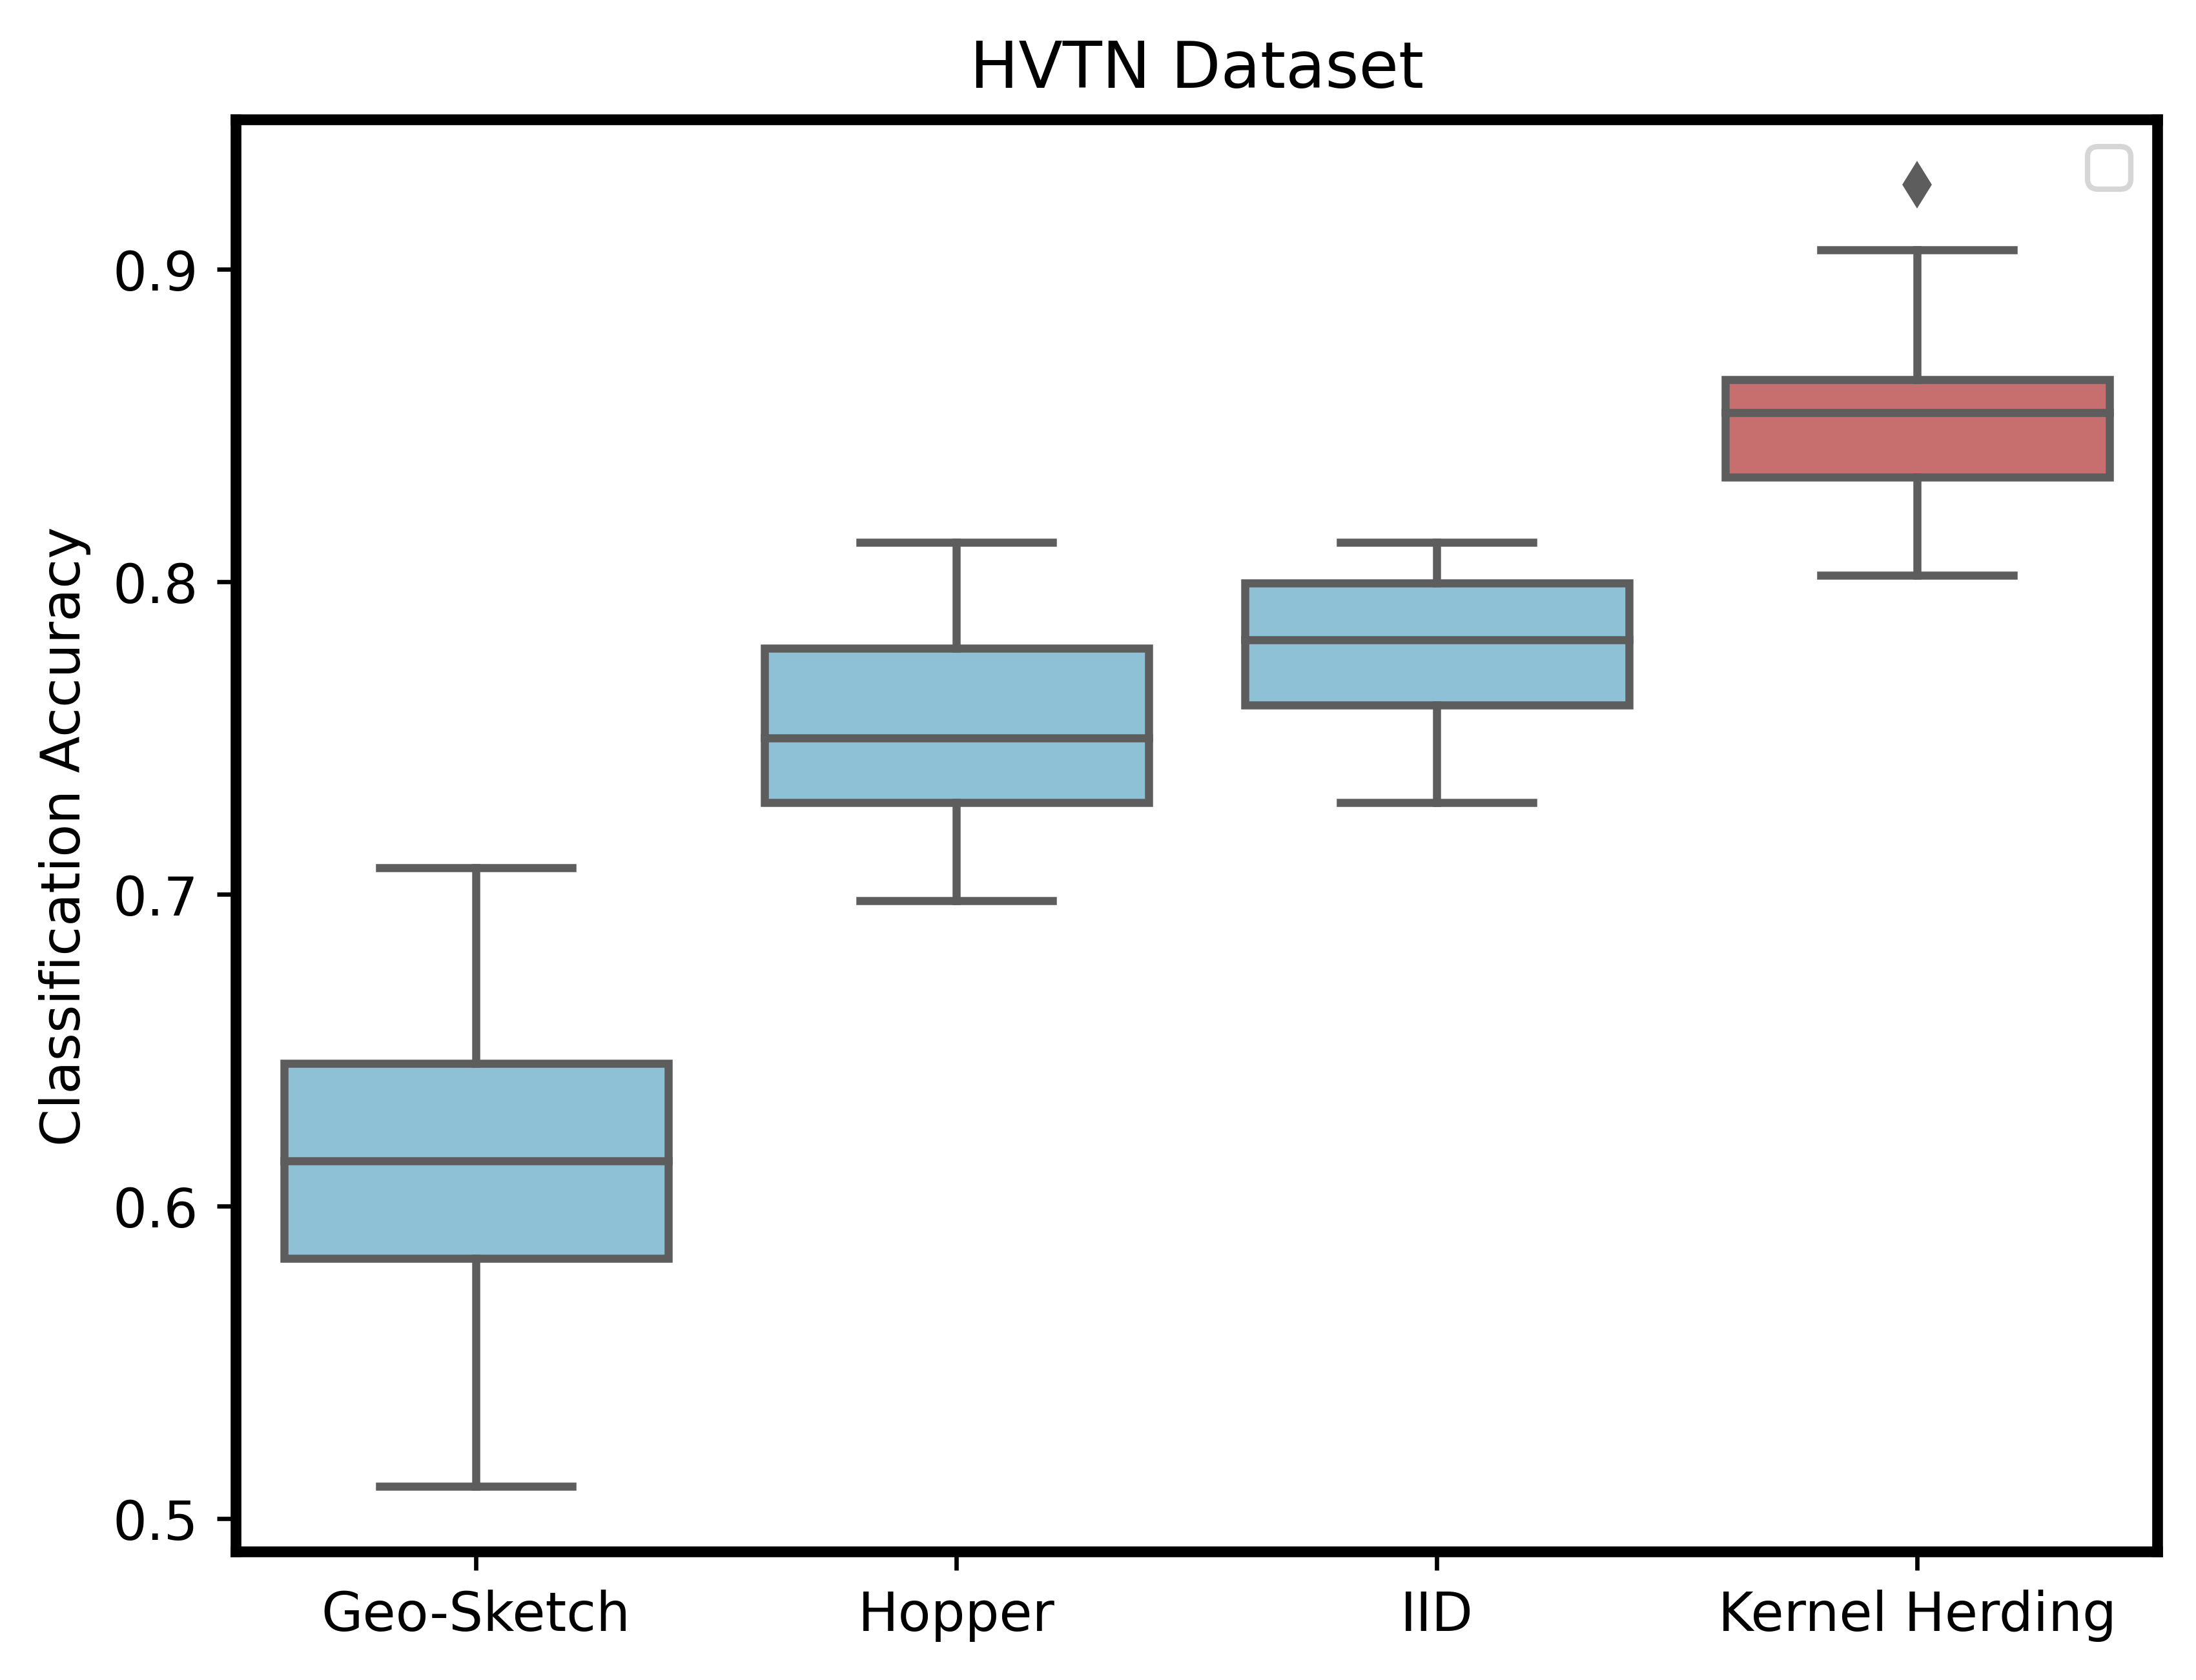 HVTN Dataset
Classification Accuracy
0.9
0.8
0.7
0.6
0.5
Geo-Sketch Hopper IID Kernel Herding